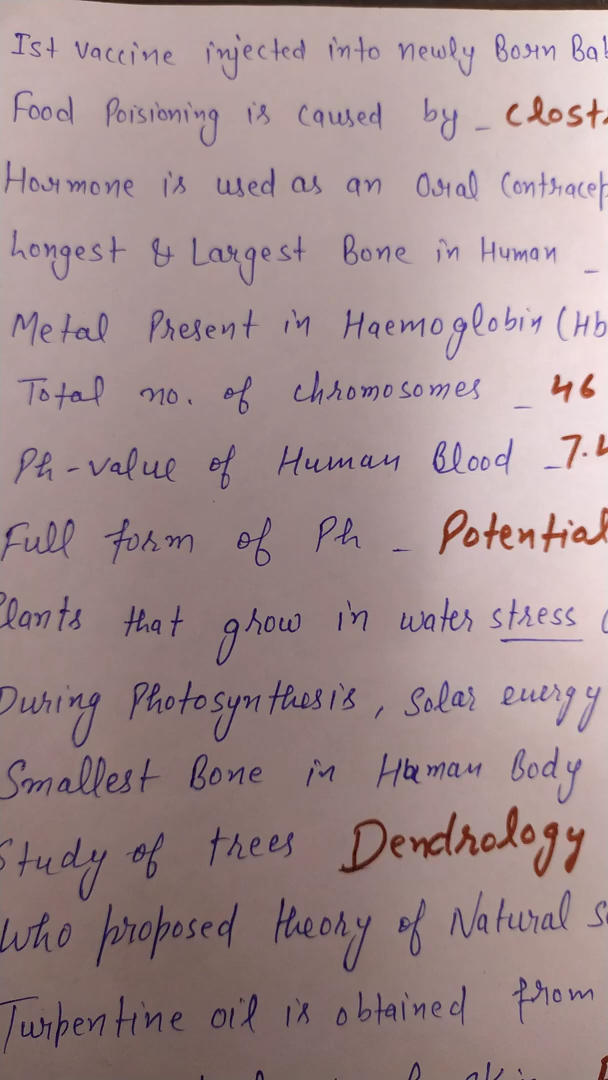 Ist vaccine injected into newly Born Bab
Food Poisioning is caused by - Clost
Hormone is used as an Oral Contracep
Longest & Largest Bone in Human -
Metal Present in Haemoglobin (Hb
Total no. of chromosomes - 46
Ph-value of Human Blood - 7.4
Full form of Ph - Potential
Plants that grow in water stress (
During Photosynthesis, Solar energy
Smallest Bone in Human Body
Study of trees Dendrology
Who proposed theory of Natural S
Turpentine oil is obtained from